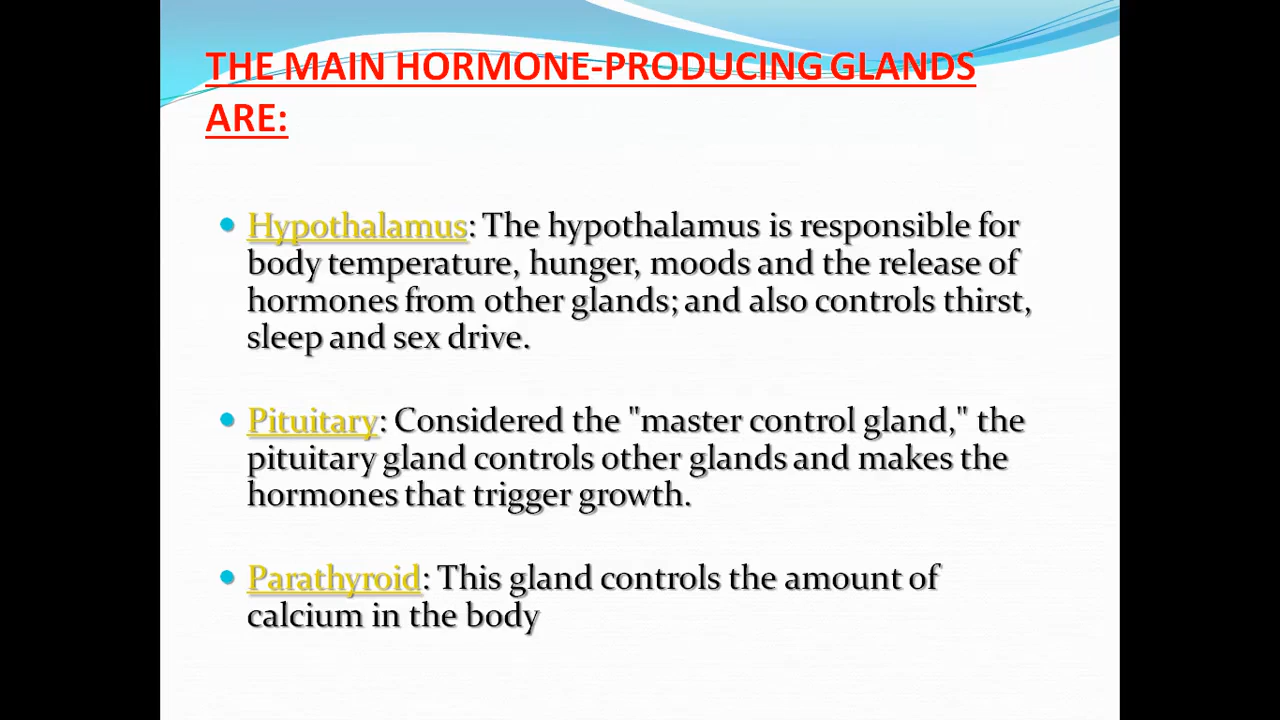 THE MAIN HORMONE-PRODUCING GLANDS
ARE:
• Hypothalamus: The hypothalamus is responsible for
body temperature, hunger, moods and the release of
hormones from other glands; and also controls thirst,
sleep and sex drive.
• Pituitary: Considered the "master control gland," the
pituitary gland controls other glands and makes the
hormones that trigger growth.
• Parathyroid: This gland controls the amount of
calcium in the body